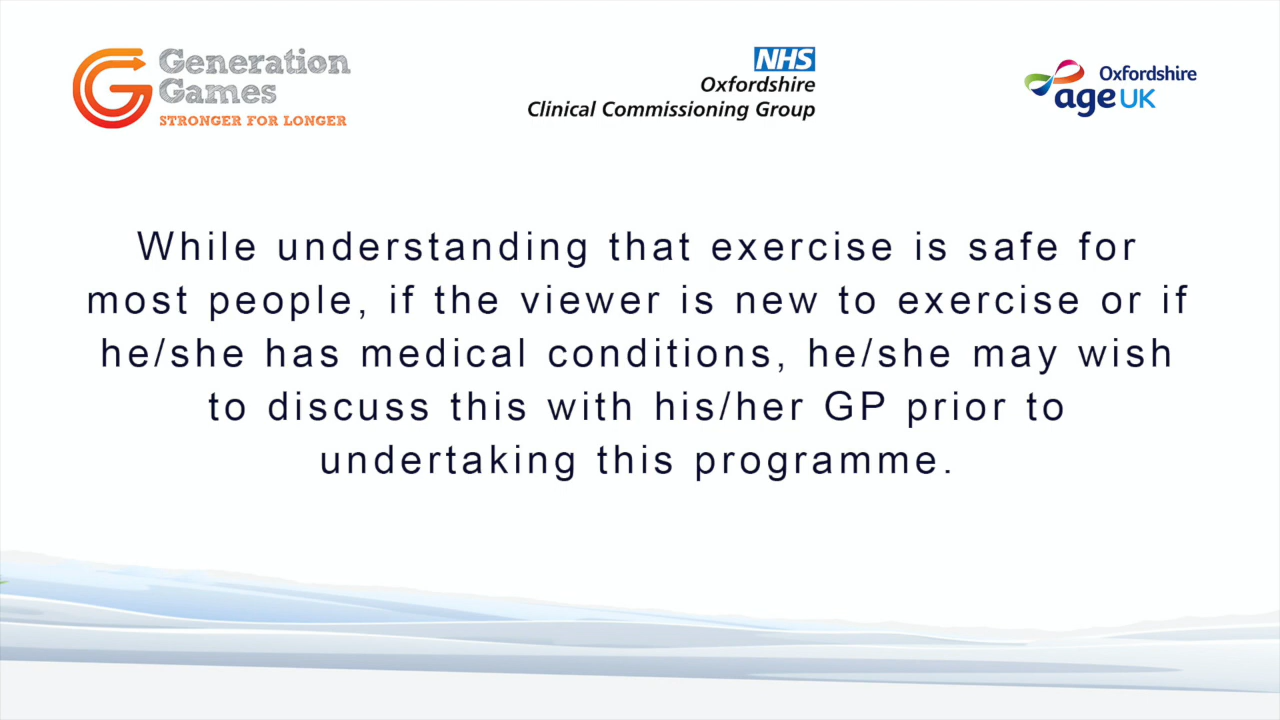 Generation
Games
STRONGER FOR LONGER
NHS
Oxfordshire
Clinical Commissioning Group
Oxfordshire
age UK
While understanding that exercise is safe for
most people, if the viewer is new to exercise or if
he/she has medical conditions, he/she may wish
to discuss this with his/her GP prior to
undertaking this programme.